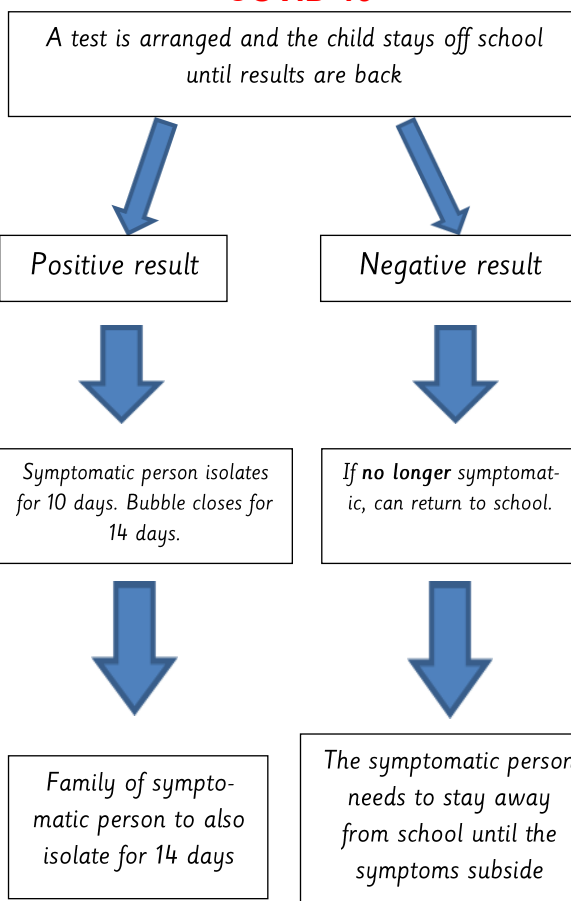 A test is arranged and the child stays off school
until results are back
Positive result
Negative result
Symptomatic person isolates
for 10 days. Bubble closes for
14 days.
If no longer symptomat-
ic, can return to school.
Family of sympto-
matic person to also
isolate for 14 days
The symptomatic person
needs to stay away
from school until the
symptoms subside